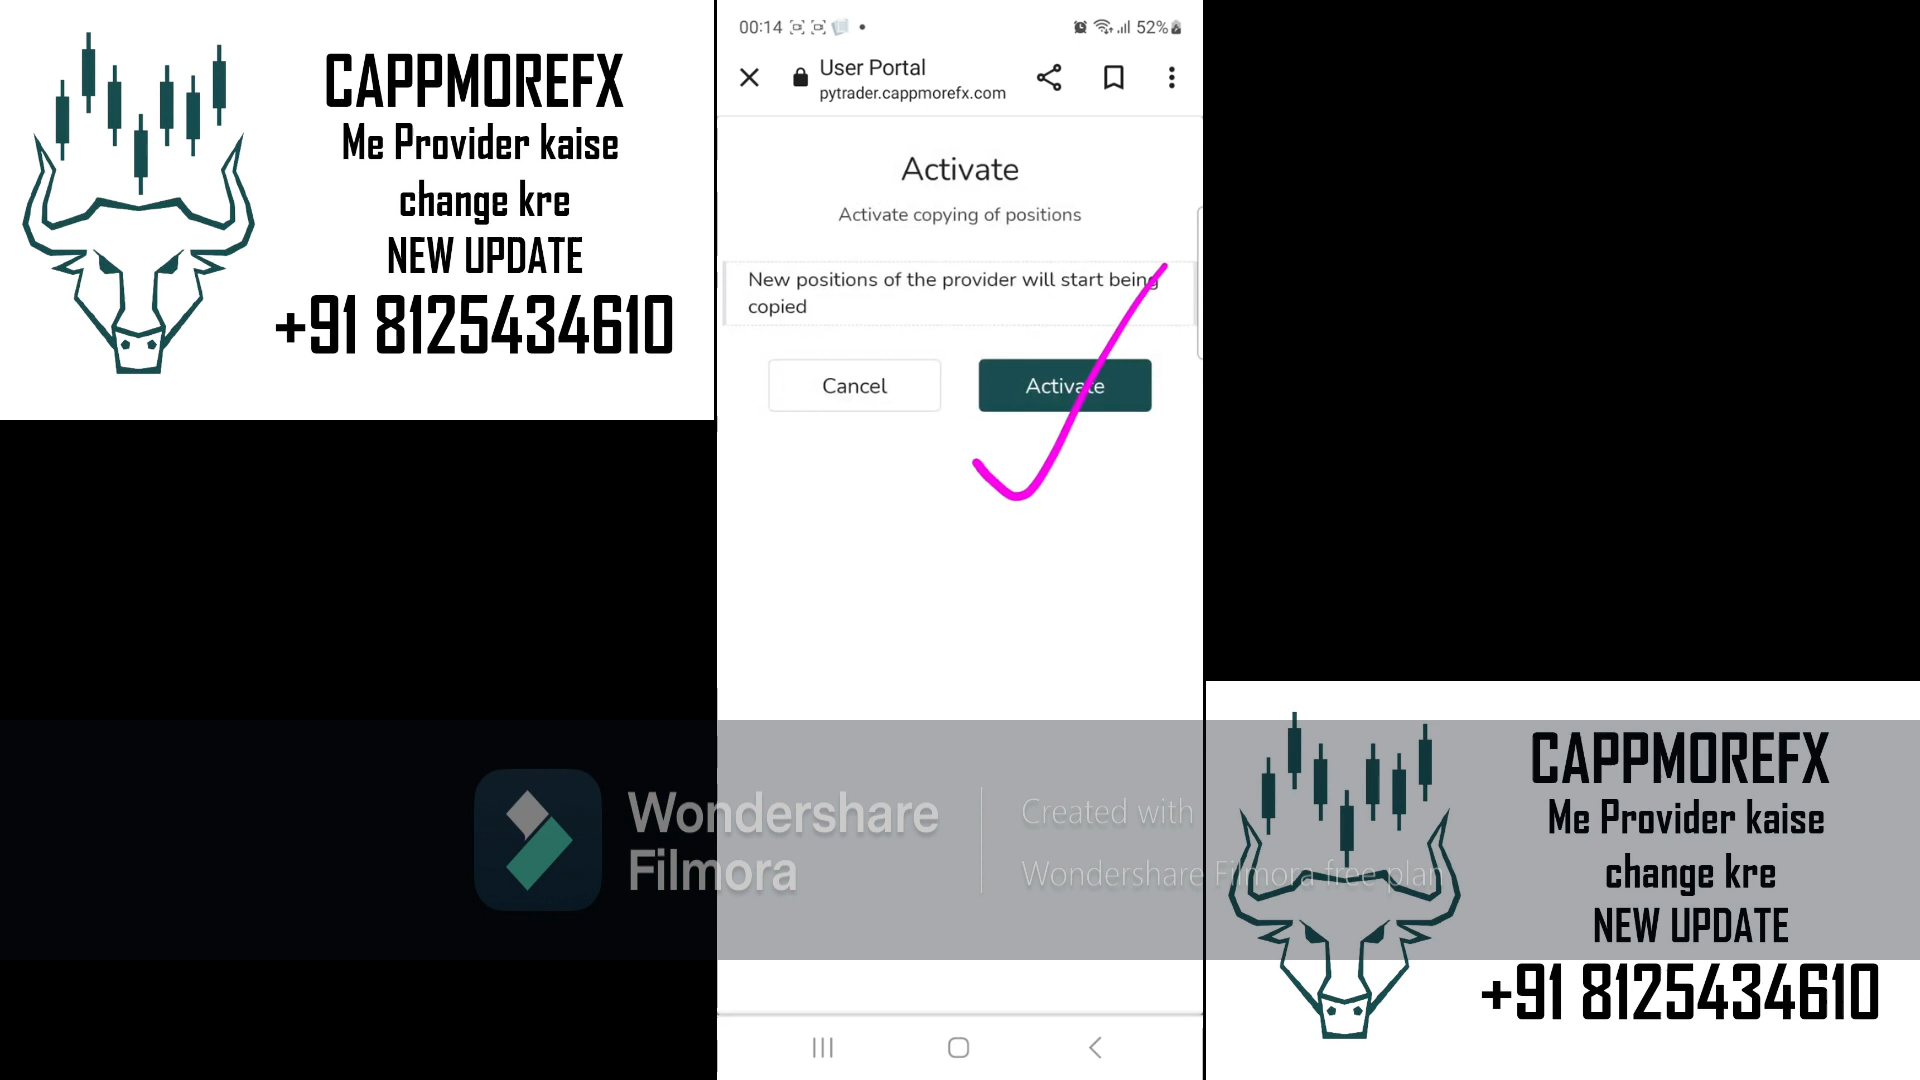 CAPPMOREFX
Me Provider kaise
change kre
NEW UPDATE
+91 8125434610
00:14
52%
User Portal
pytrader.cappmorefx.com
Activate
Activate copying of positions
New positions of the provider will start being
copied
Cancel
Activate
Wondershare
Filmora
Created with
Wondershare Filmora free plan
CAPPMOREFX
Me Provider kaise
change kre
NEW UPDATE
+91 8125434610